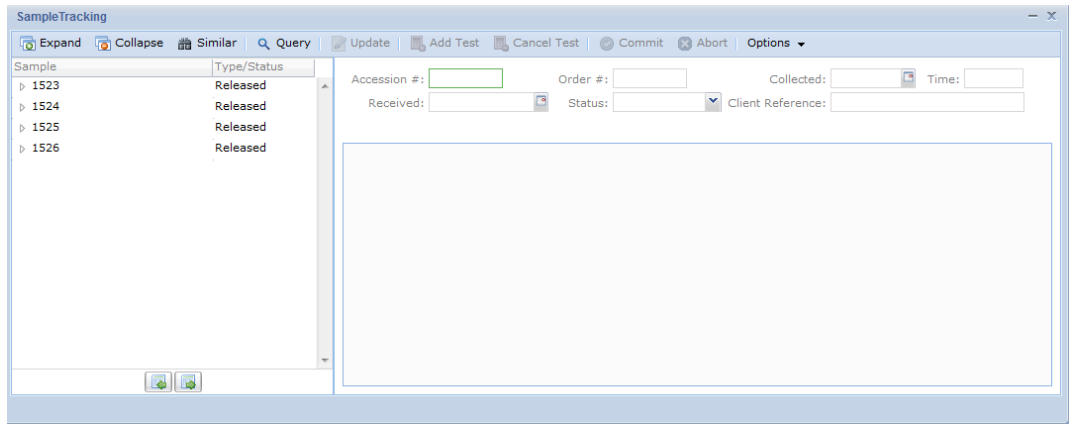 SampleTracking
Expand Collapse Similar Query Update Add Test Cancel Test Commit Abort Options
Sample Type/Status
1523 Released
1524 Released
1525 Released
1526 Released
Accession #: Order #: Collected: Time:
Received: Status: Client Reference: